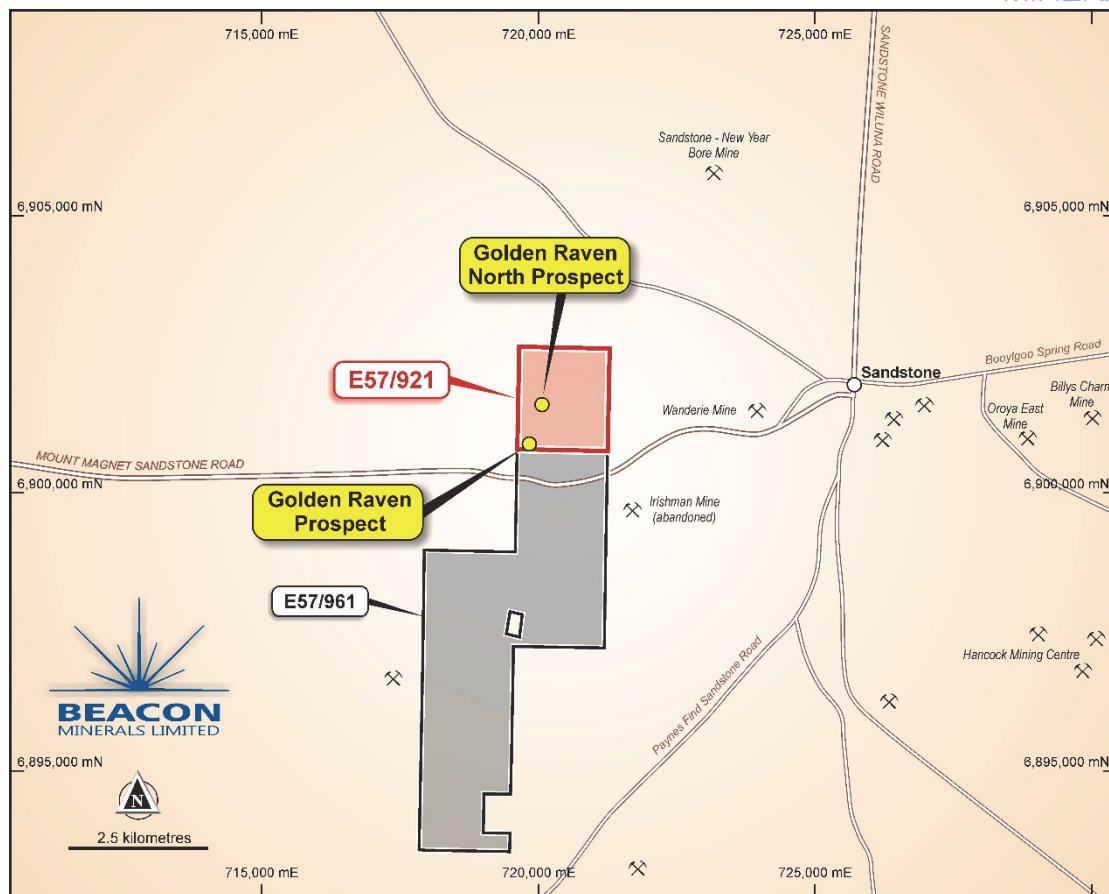 715,000 mE
720,000 mE
725,000 mE
SANDSTONE WILUNA ROAD
Sandstone - New Year
Bore Mine
6,905,000 mN
6,905,000 mN
Golden Raven
North Prospect
E57/921
Sandstone
Booylgoo Spring Road
Wanderie Mine
Billys Charm
Mine
Oroya East
Mine
MOUNT MAGNET SANDSTONE ROAD
6,900,000 mN
6,900,000 mN
Golden Raven
Prospect
Irishman Mine
(abandoned)
E57/961
Paynes Find Sandstone Road
Hancock Mining Centre
BEACON
MINERALS LIMITED
6,895,000 mN
6,895,000 mN
N
2.5 kilometres
715,000 mE
720,000 mE
725,000 mE